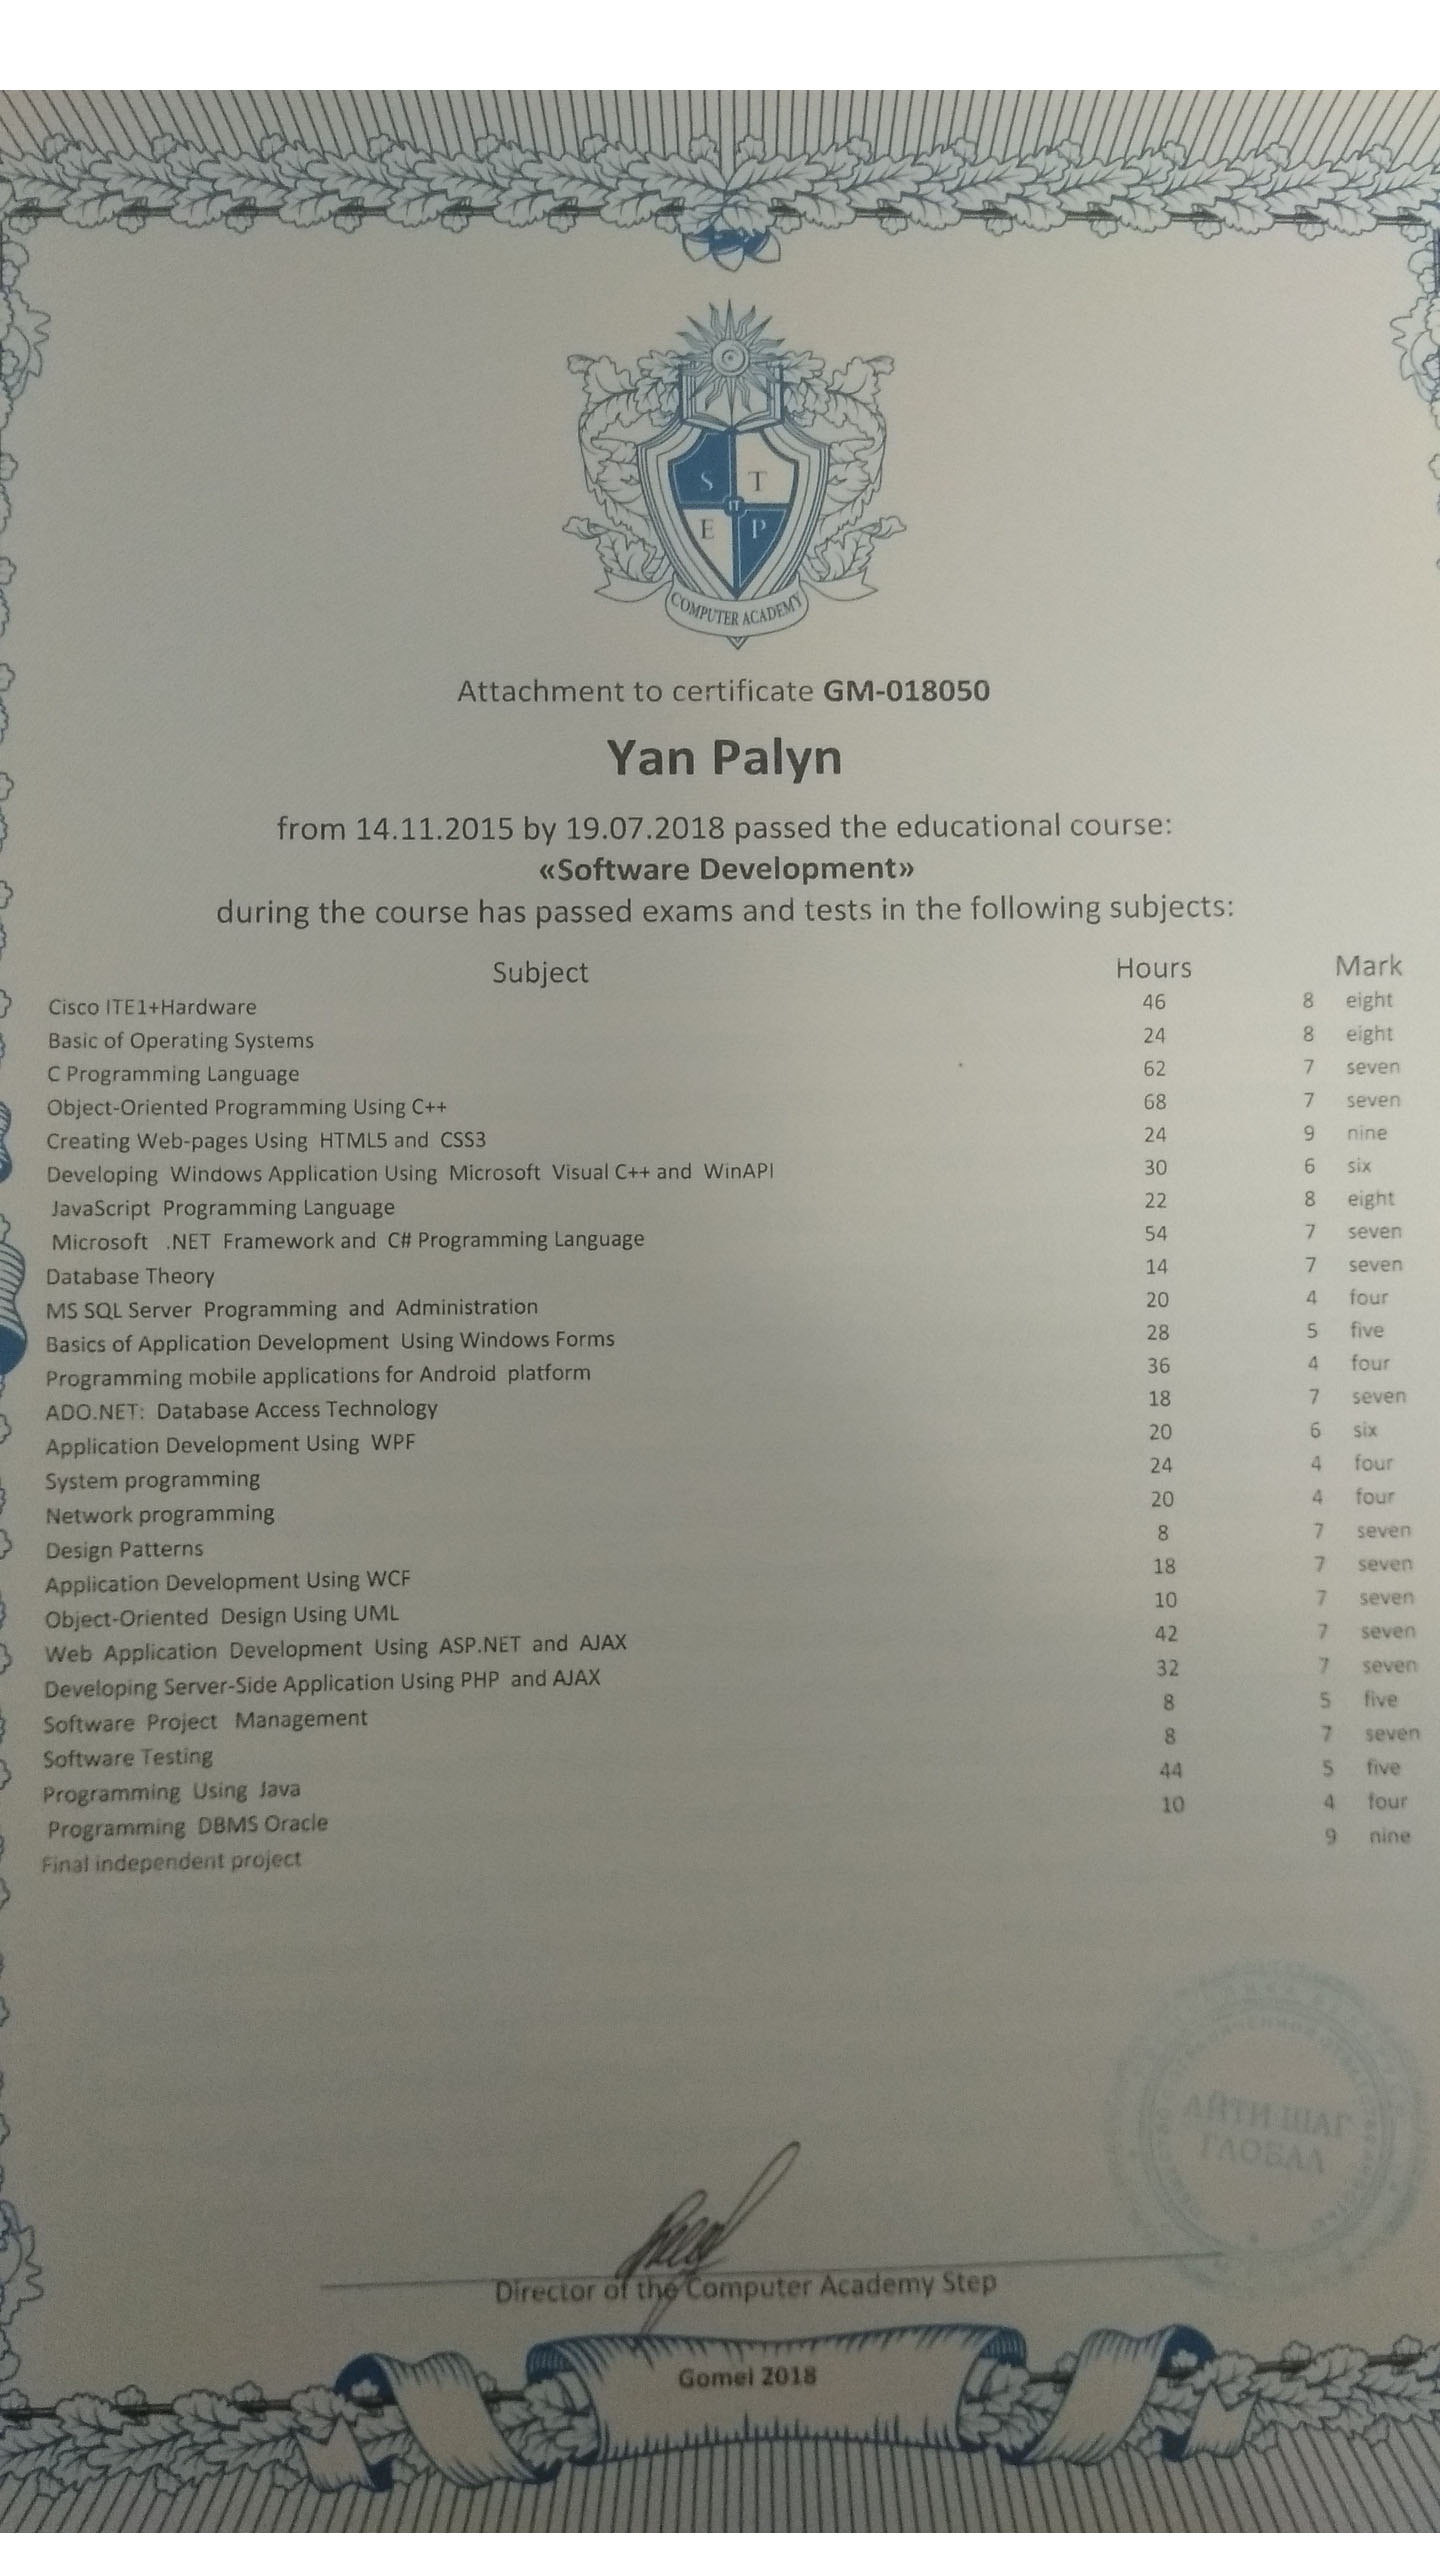 S T
IT
E P
COMPUTER ACADEMY
Attachment to certificate GM-018050
Yan Palyn
from 14.11.2015 by 19.07.2018 passed the educational course:
«Software Development»
during the course has passed exams and tests in the following subjects:
Subject Hours Mark
Cisco ITE1+Hardware 46 8 eight
Basic of Operating Systems 24 8 eight
C Programming Language 62 7 seven
Object-Oriented Programming Using C++ 68 7 seven
Creating Web-pages Using HTML5 and CSS3 24 9 nine
Developing Windows Application Using Microsoft Visual C++ and WinAPI 30 6 six
JavaScript Programming Language 22 8 eight
Microsoft .NET Framework and C# Programming Language 54 7 seven
Database Theory 14 7 seven
MS SQL Server Programming and Administration 20 4 four
Basics of Application Development Using Windows Forms 28 5 five
Programming mobile applications for Android platform 36 4 four
ADO.NET: Database Access Technology 18 7 seven
Application Development Using WPF 20 6 six
System programming 24 4 four
Network programming 20 4 four
Design Patterns 8 7 seven
Application Development Using WCF 18 7 seven
Object-Oriented Design Using UML 10 7 seven
Web Application Development Using ASP.NET and AJAX 42 7 seven
Developing Server-Side Application Using PHP and AJAX 32 7 seven
Software Project Management 8 5 five
Software Testing 8 7 seven
Programming Using Java 44 5 five
Programming DBMS Oracle 10 4 four
Final independent project 9 nine
АЙТИ ШАГ
ГЛОБАЛ
Director of the Computer Academy Step
Gomel 2018